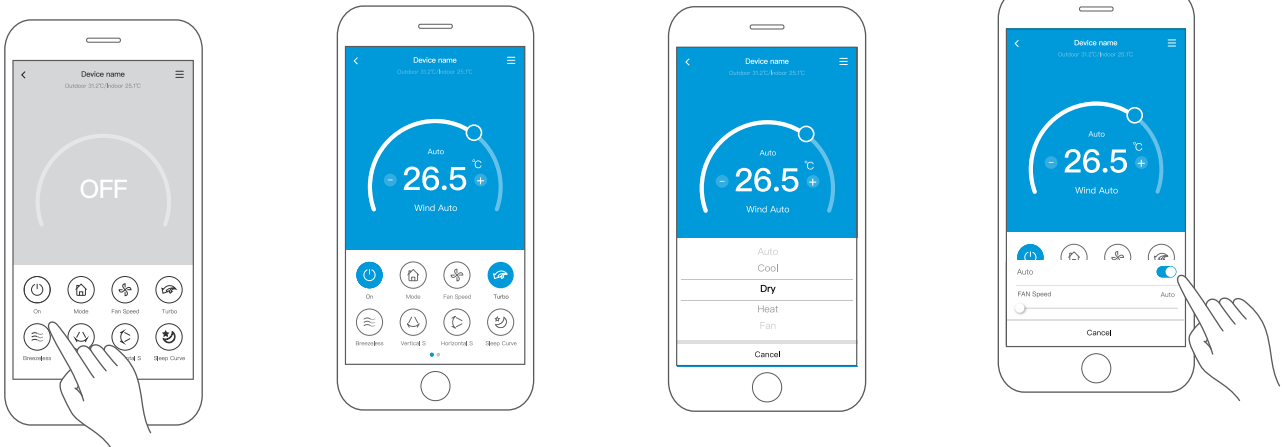 Device name
Outdoor 31.2℃/Indoor 25.1℃
OFF
On Mode Fan Speed Turbo
Breezeless S Sleep Curve
Device name
Outdoor 31.2℃/Indoor 25.1℃
Auto
26.5 ℃
Wind Auto
On Mode Fan Speed Turbo
Breezeless Vertical S Horizontal S Sleep Curve
Device name
Outdoor 31.2℃/Indoor 25.1℃
Auto
26.5 ℃
Wind Auto
Auto
Cool
Dry
Heat
Fan
Cancel
Device name
Outdoor 31.2℃/Indoor 25.1℃
Auto
26.5 ℃
Wind Auto
Auto
FAN Speed Auto
Cancel